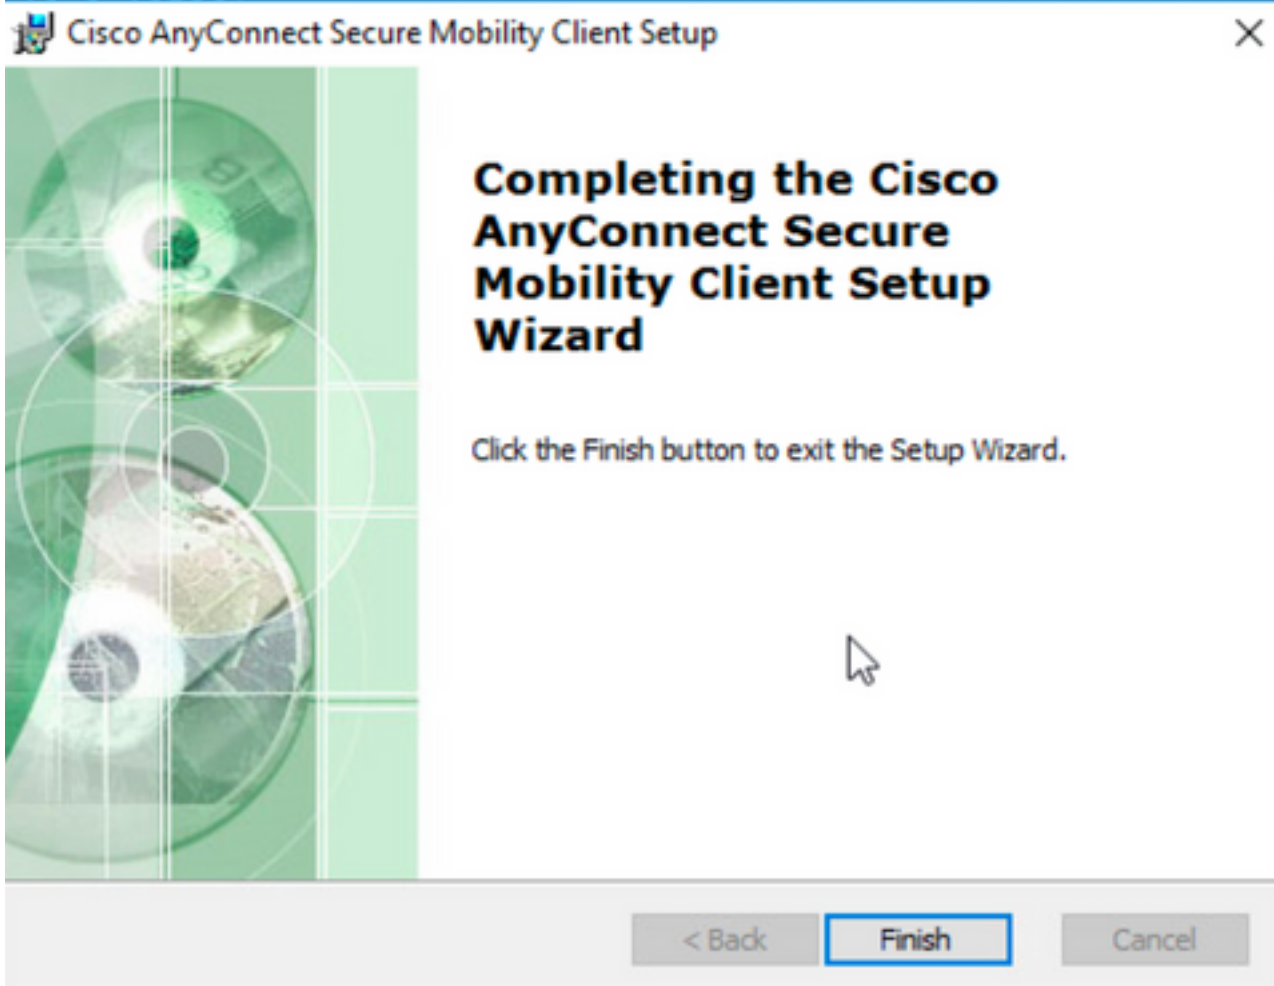 Cisco AnyConnect Secure Mobility Client Setup
Completing the Cisco
AnyConnect Secure
Mobility Client Setup
Wizard
Click the Finish button to exit the Setup Wizard.
< Back
Finish
Cancel